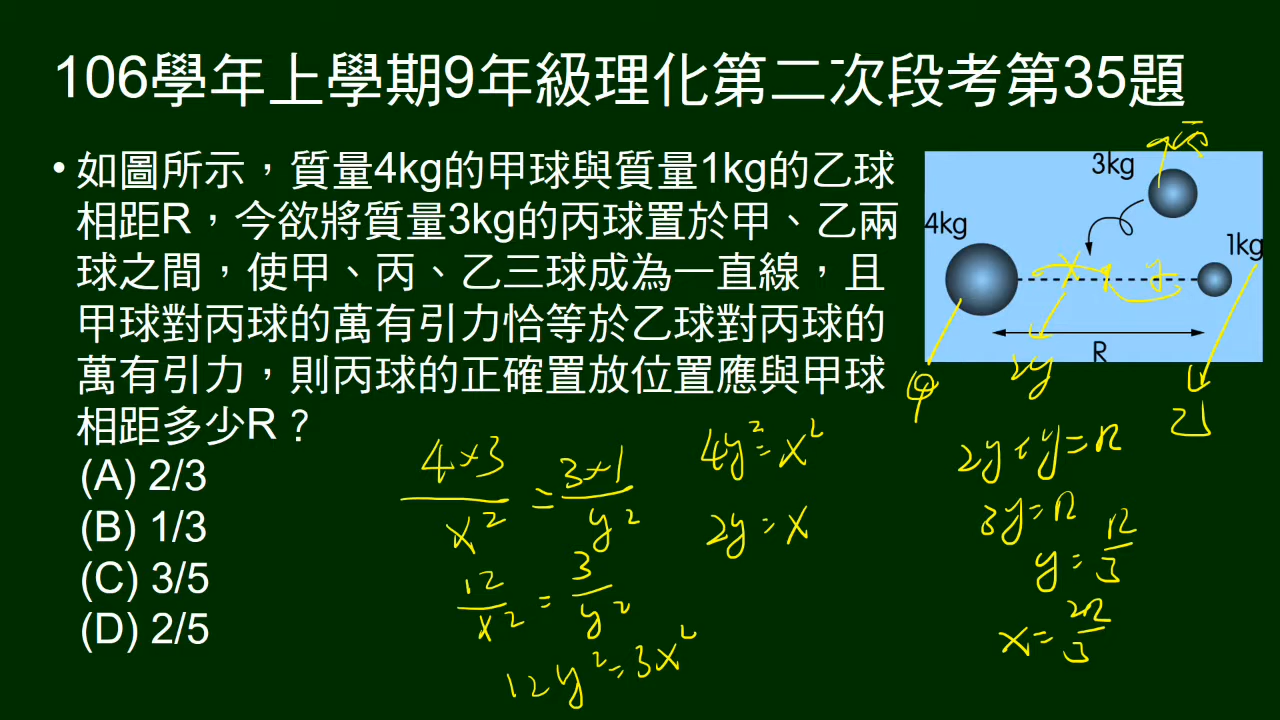 106學年上學期9年級理化第二次段考第35題
• 如圖所示，質量4kg的甲球與質量1kg的乙球
相距R，今欲將質量3kg的丙球置於甲、乙兩
球之間，使甲、丙、乙三球成為一直線，且
甲球對丙球的萬有引力恰等於乙球對丙球的
萬有引力，則丙球的正確置放位置應與甲球
相距多少R？
(A) 2/3
(B) 1/3
(C) 3/5
(D) 2/5
丙
3kg
4kg
1kg
x
y
R
2y
甲
乙
4×3/x² = 3×1/y²
12/x² = 3/y²
12y² = 3x²
4y² = x²
2y = x
2y+y=R
3y=R
y=R/3
x=2R/3